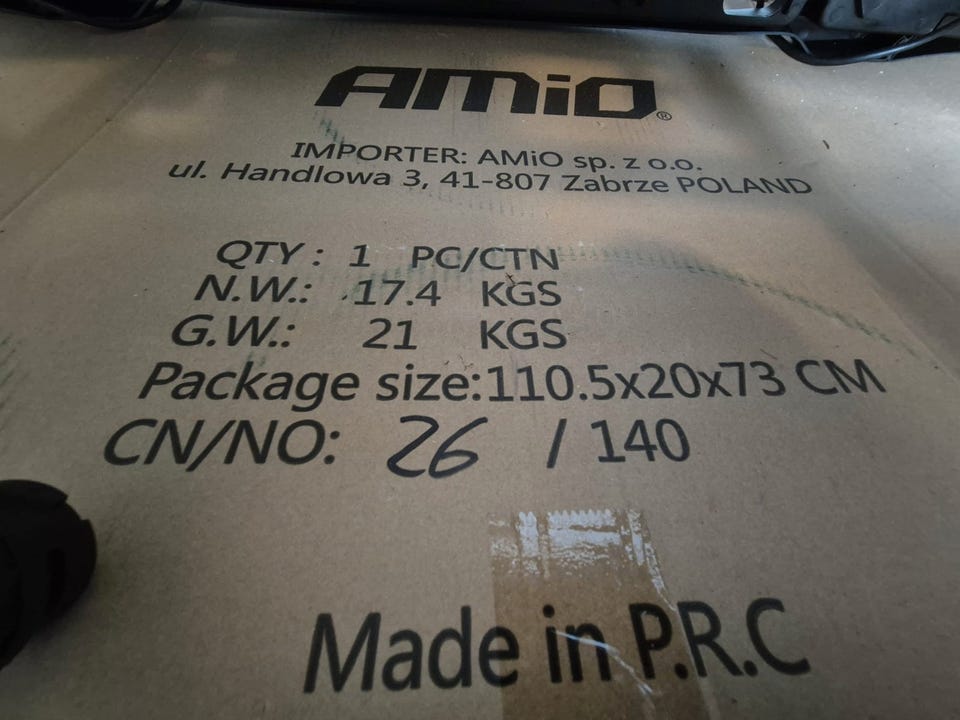 AMiO®
IMPORTER: AMiO sp. z o.o.
ul. Handlowa 3, 41-807 Zabrze POLAND
QTY : 1 PC/CTN
N.W.: 17.4 KGS
G.W.: 21 KGS
Package size:110.5x20x73 CM
CN/NO: 26 / 140
Made in P.R.C